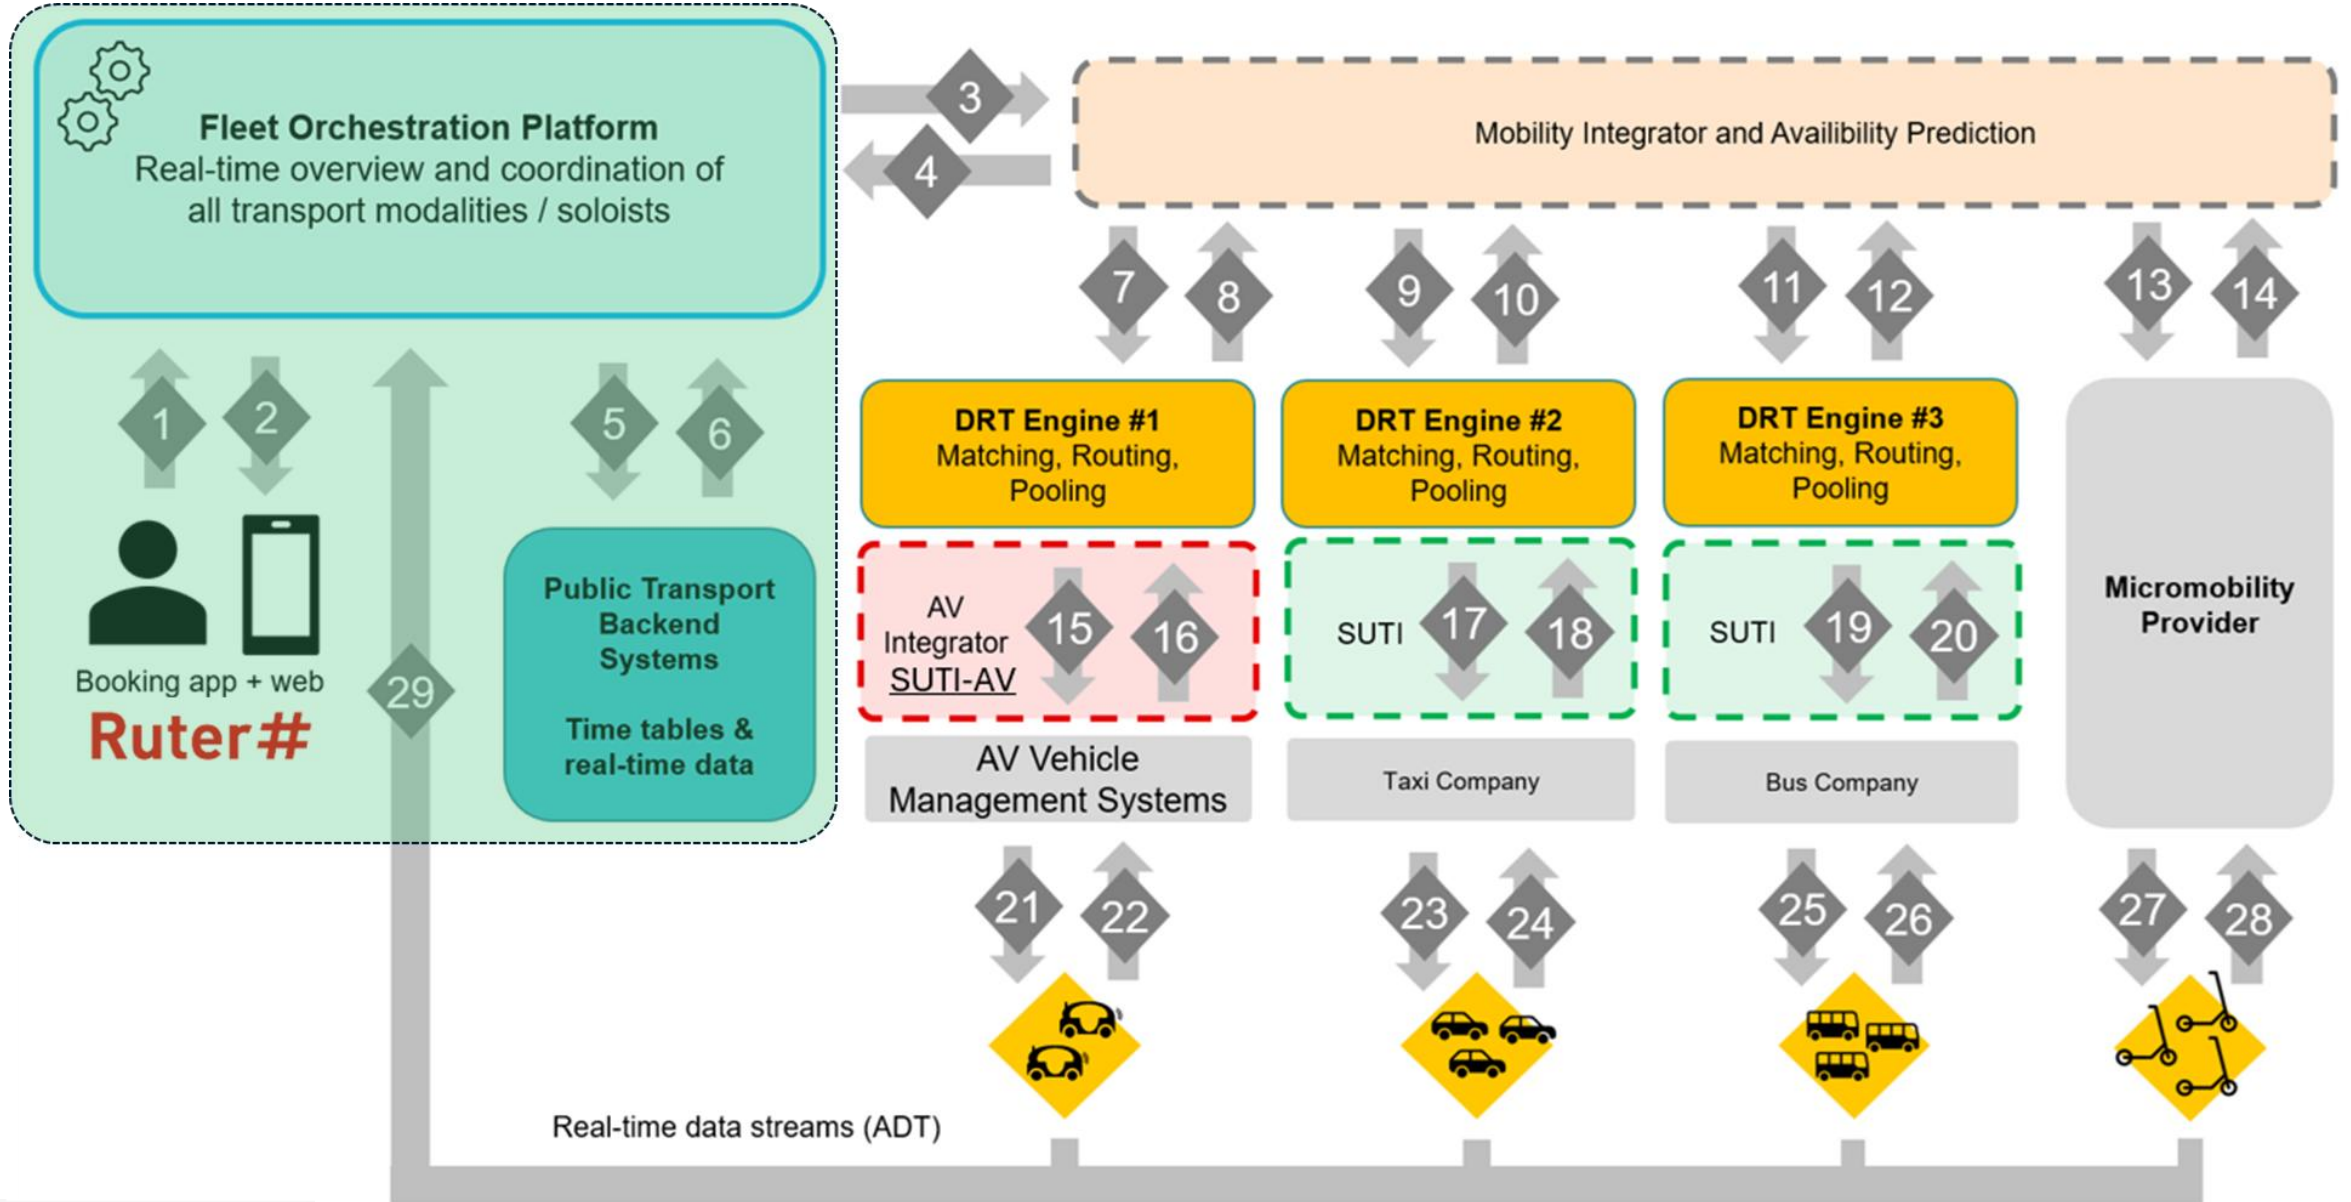 Fleet Orchestration Platform
Real-time overview and coordination of
all transport modalities / soloists
3
4
Mobility Integrator and Availibility Prediction
1
2
5
6
7
8
9
10
11
12
13
14
DRT Engine #1
Matching, Routing,
Pooling
DRT Engine #2
Matching, Routing,
Pooling
DRT Engine #3
Matching, Routing,
Pooling
Booking app + web
Ruter#
29
Public Transport
Backend
Systems
Time tables &
real-time data
AV
Integrator
SUTI-AV
15
16
SUTI
17
18
SUTI
19
20
Micromobility
Provider
AV Vehicle
Management Systems
Taxi Company
Bus Company
21
22
23
24
25
26
27
28
Real-time data streams (ADT)